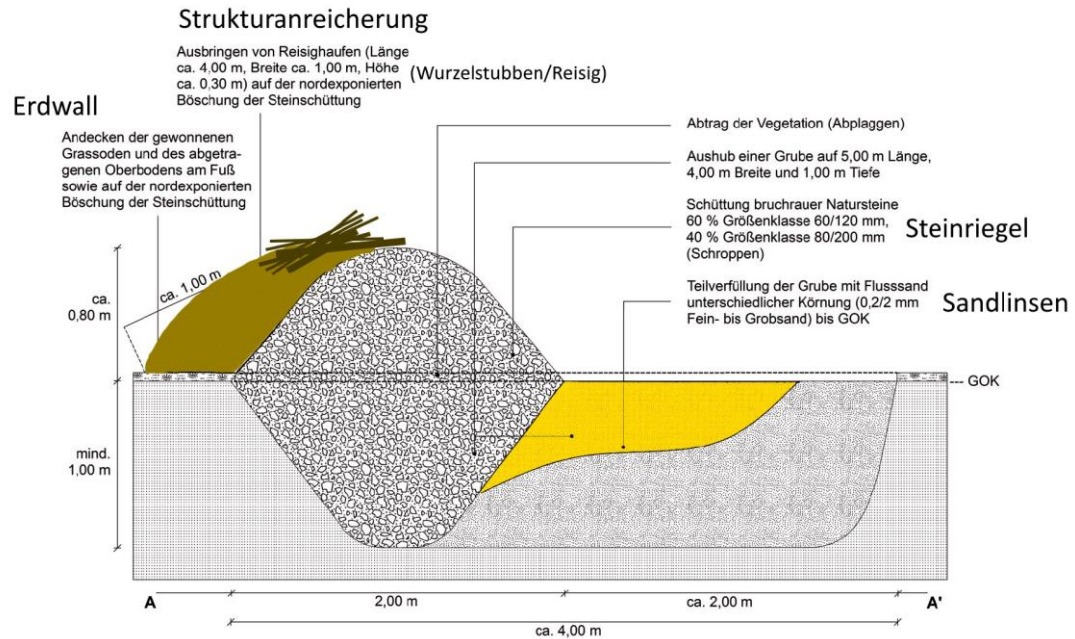 Strukturanreicherung
Ausbringen von Reisighaufen (Länge
ca. 4,00 m, Breite ca. 1,00 m, Höhe
ca. 0,30 m) auf der nordexponierten
Böschung der Steinschüttung
(Wurzelstubben/Reisig)
Erdwall
Andecken der gewonnenen
Grassoden und des abgetra-
genen Oberbodens am Fuß
sowie auf der nordexponierten
Böschung der Steinschüttung
Abtrag der Vegetation (Abplaggen)
Aushub einer Grube auf 5,00 m Länge,
4,00 m Breite und 1,00 m Tiefe
Schüttung bruchrauer Natursteine
60 % Größenklasse 60/120 mm,
40 % Größenklasse 80/200 mm
(Schroppen)
Steinriegel
Teilverfüllung der Grube mit Flusssand
unterschiedlicher Körnung (0,2/2 mm
Fein- bis Grobsand) bis GOK
Sandlinsen
ca. 1,00 m
ca.
0,80 m
GOK
mind.
1,00 m
A
2,00 m
ca. 2,00 m
A'
ca. 4,00 m